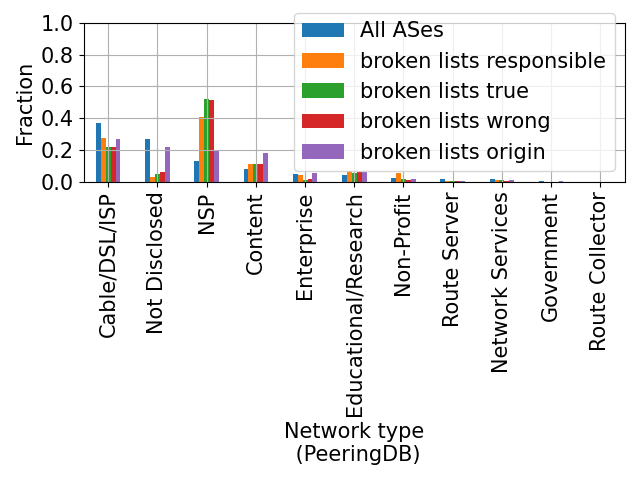 1.0
0.8
0.6
0.4
0.2
0.0
Fraction
All ASes
broken lists responsible
broken lists true
broken lists wrong
broken lists origin
Cable/DSL/ISP
Not Disclosed
NSP
Content
Enterprise
Educational/Research
Non-Profit
Route Server
Network Services
Government
Route Collector
Network type
(PeeringDB)